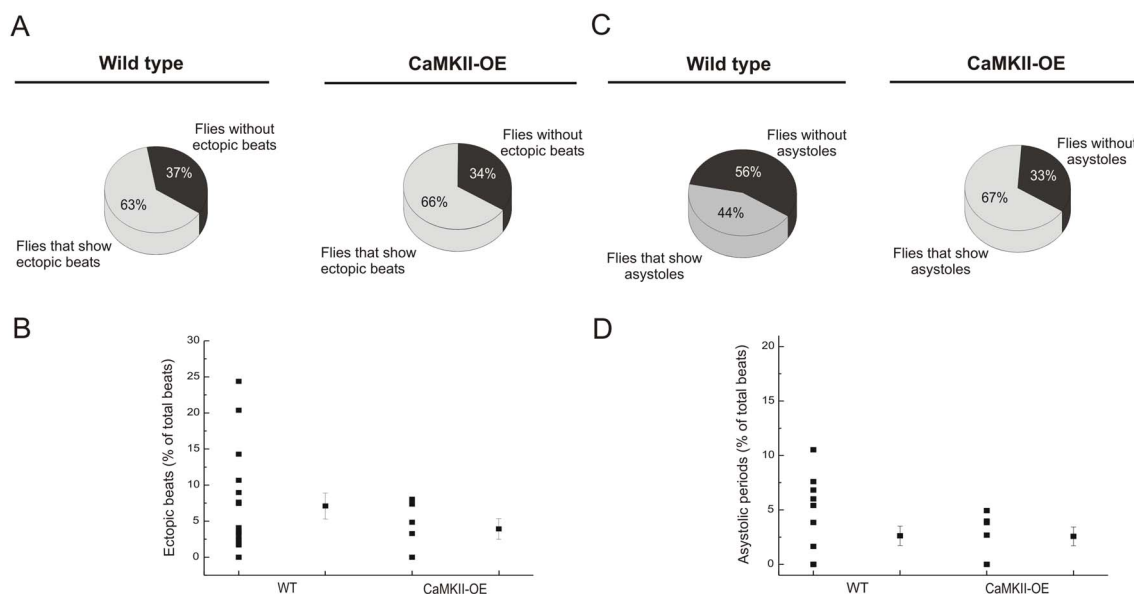 A
Wild type
CaMKII-OE
Flies without
ectopic beats
37%
63%
Flies that show
ectopic beats
Flies without
ectopic beats
34%
66%
Flies that show
ectopic beats
C
Wild type
CaMKII-OE
Flies without
asystoles
56%
44%
Flies that show
asystoles
Flies without
asystoles
33%
67%
Flies that show
asystoles
B
Ectopic beats (% of total beats)
30
25
20
15
10
5
0
WT
CaMKII-OE
D
Asystolic periods (% of total beats)
20
15
10
5
0
WT
CaMKII-OE